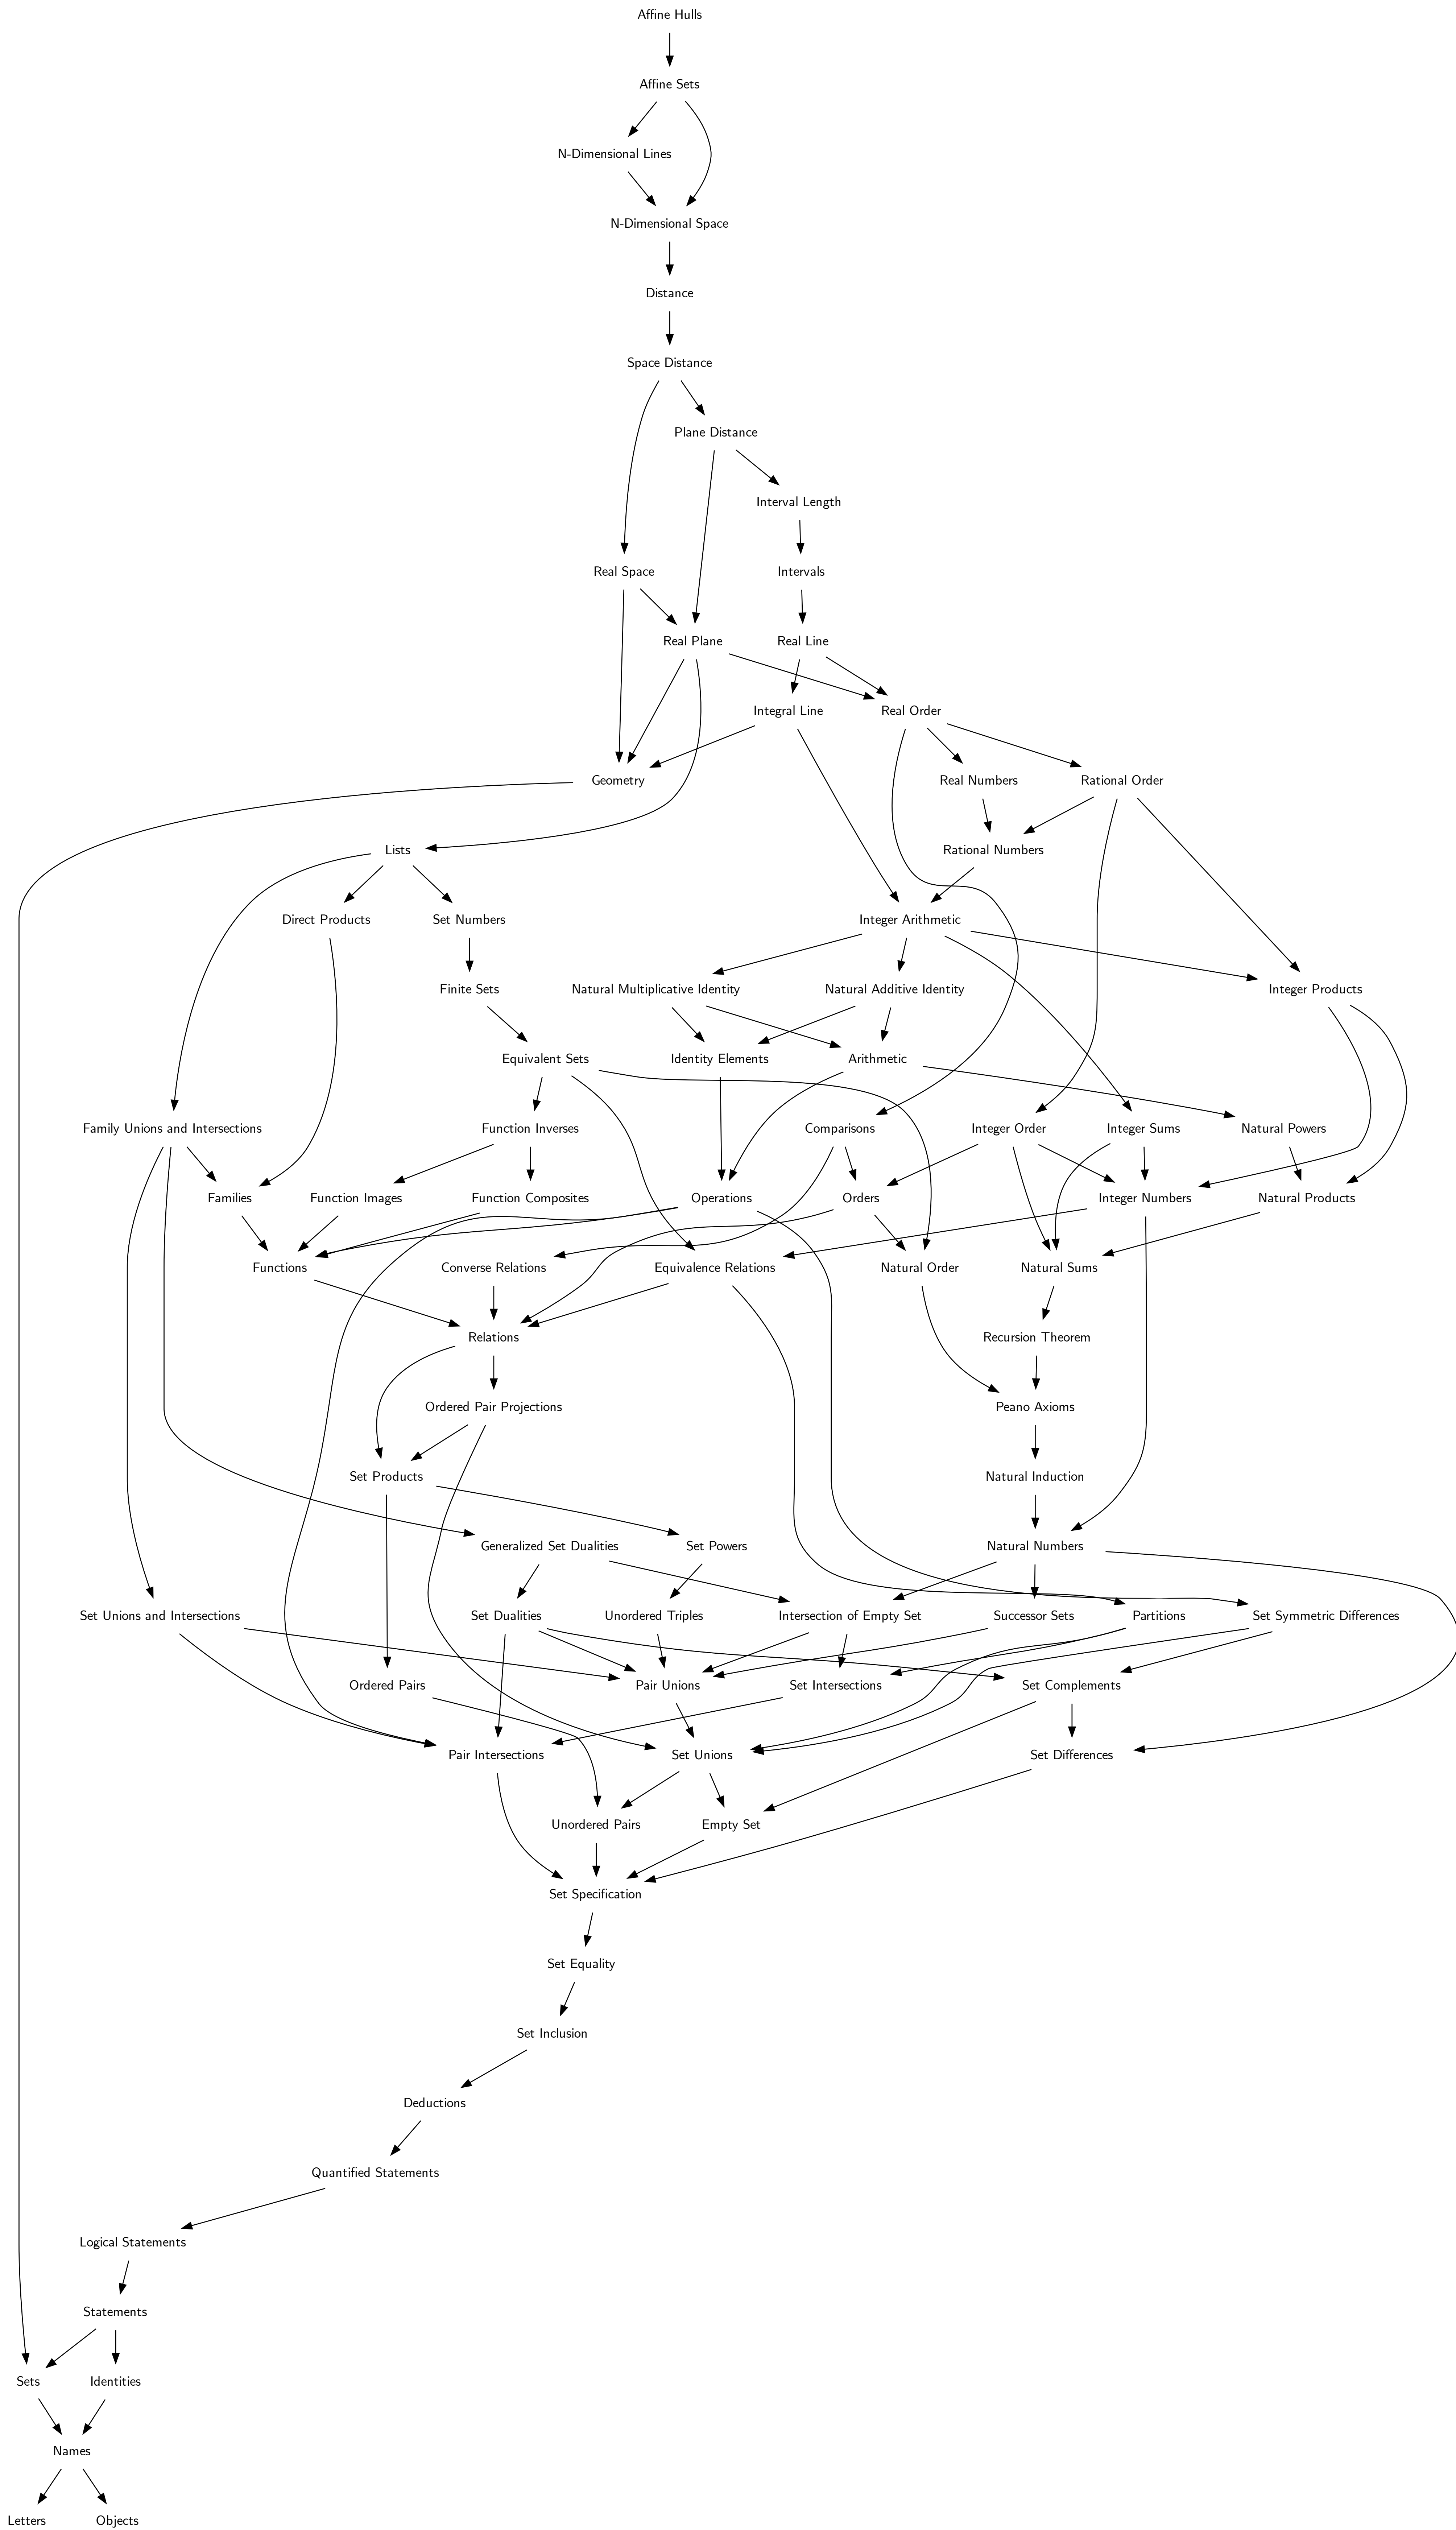 Affine Hulls
Affine Sets
N-Dimensional Lines
N-Dimensional Space
Distance
Space Distance
Plane Distance
Interval Length
Real Space
Intervals
Real Plane
Real Line
Integral Line
Real Order
Geometry
Real Numbers
Rational Order
Lists
Rational Numbers
Direct Products
Set Numbers
Integer Arithmetic
Finite Sets
Natural Multiplicative Identity
Natural Additive Identity
Integer Products
Equivalent Sets
Identity Elements
Arithmetic
Family Unions and Intersections
Function Inverses
Comparisons
Integer Order
Integer Sums
Natural Powers
Families
Function Images
Function Composites
Operations
Orders
Integer Numbers
Natural Products
Functions
Converse Relations
Equivalence Relations
Natural Order
Natural Sums
Relations
Recursion Theorem
Ordered Pair Projections
Peano Axioms
Set Products
Natural Induction
Generalized Set Dualities
Set Powers
Natural Numbers
Set Unions and Intersections
Set Dualities
Unordered Triples
Intersection of Empty Set
Successor Sets
Partitions
Set Symmetric Differences
Ordered Pairs
Pair Unions
Set Intersections
Set Complements
Pair Intersections
Set Unions
Set Differences
Unordered Pairs
Empty Set
Set Specification
Set Equality
Set Inclusion
Deductions
Quantified Statements
Logical Statements
Statements
Sets
Identities
Names
Letters
Objects